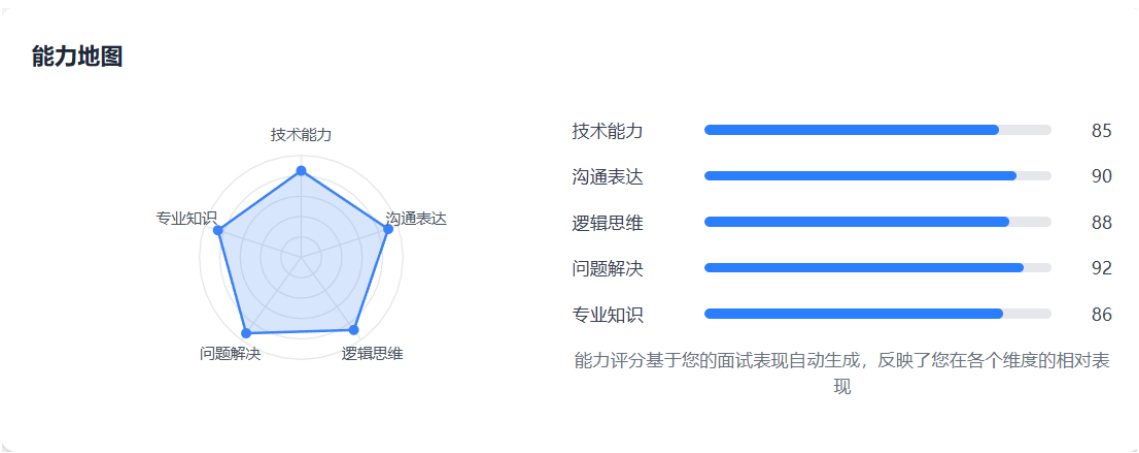 能力地图
技术能力
专业知识
沟通表达
问题解决
逻辑思维
技术能力 85
沟通表达 90
逻辑思维 88
问题解决 92
专业知识 86
能力评分基于您的面试表现自动生成，反映了您在各个维度的相对表
现